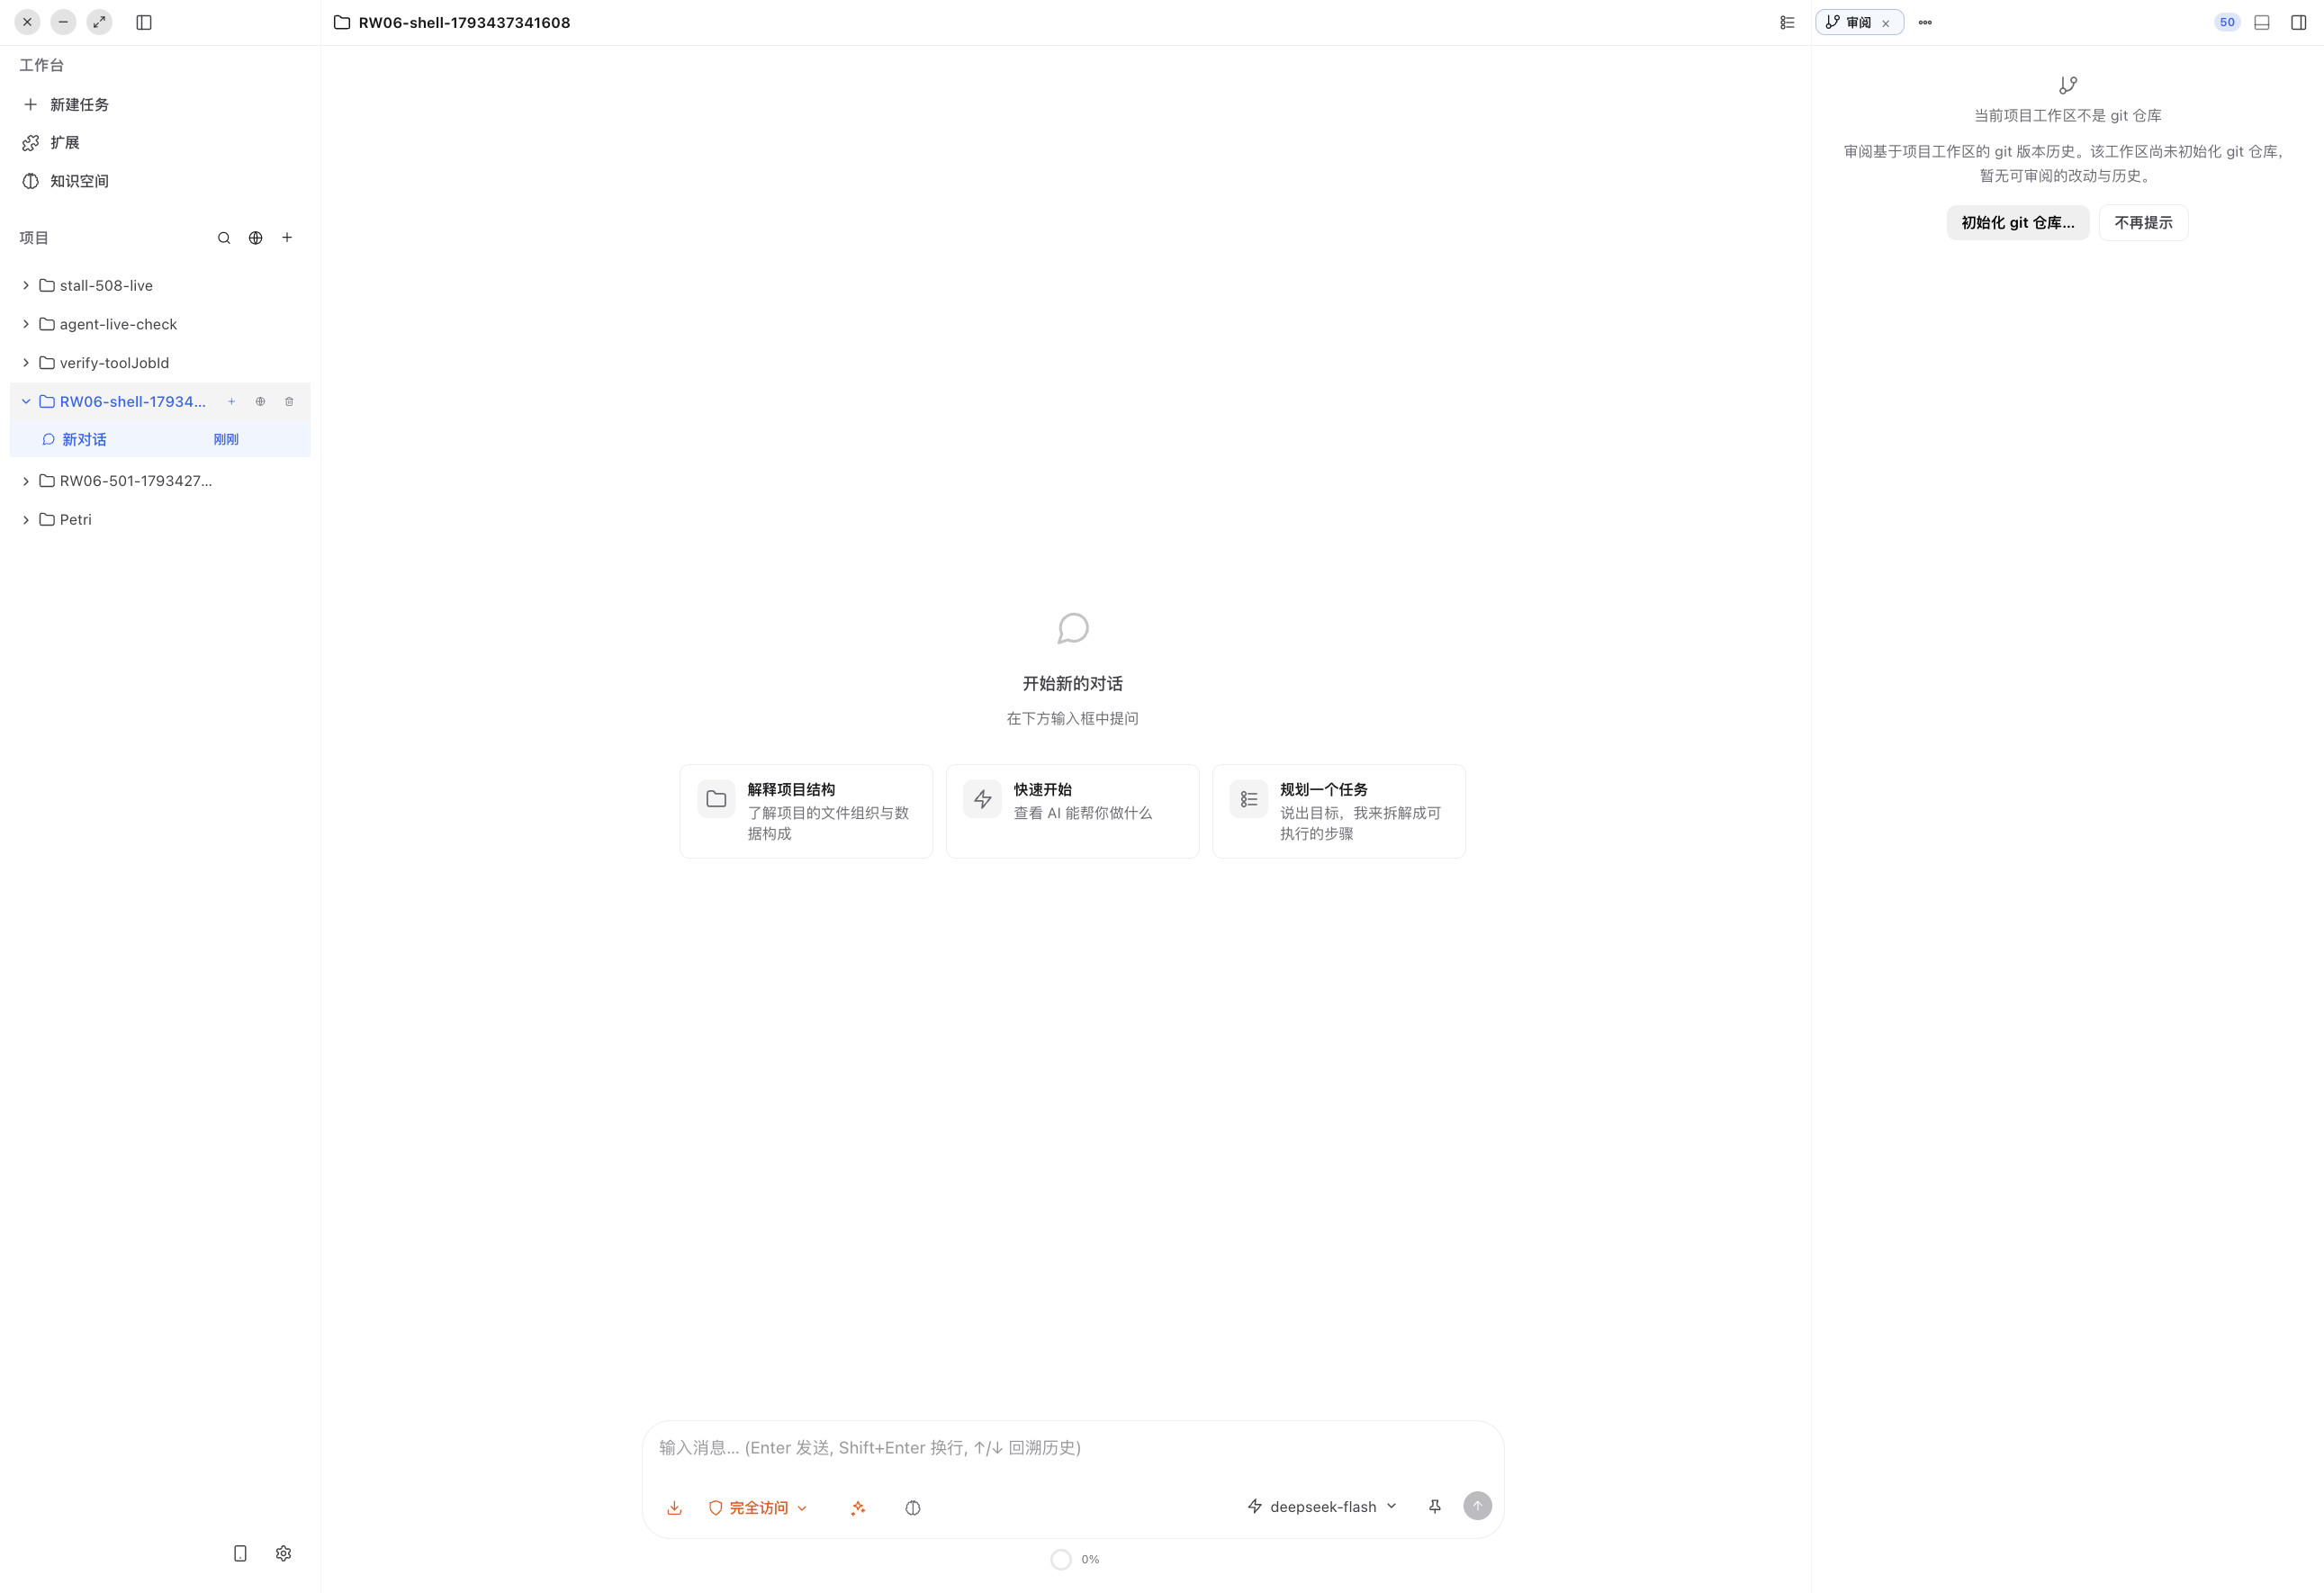 RW06-shell-1793437341608
审阅
50
工作台
新建任务
扩展
知识空间
项目
stall-508-live
agent-live-check
verify-toolJobId
RW06-shell-17934...
新对话 刚刚
RW06-501-1793427...
Petri
开始新的对话
在下方输入框中提问
解释项目结构
了解项目的文件组织与数
据构成
快速开始
查看 AI 能帮你做什么
规划一个任务
说出目标，我来拆解成可
执行的步骤
输入消息... (Enter 发送, Shift+Enter 换行, ↑/↓ 回溯历史)
完全访问
deepseek-flash
0%
当前项目工作区不是 git 仓库
审阅基于项目工作区的 git 版本历史。该工作区尚未初始化 git 仓库，
暂无可审阅的改动与历史。
初始化 git 仓库...
不再提示